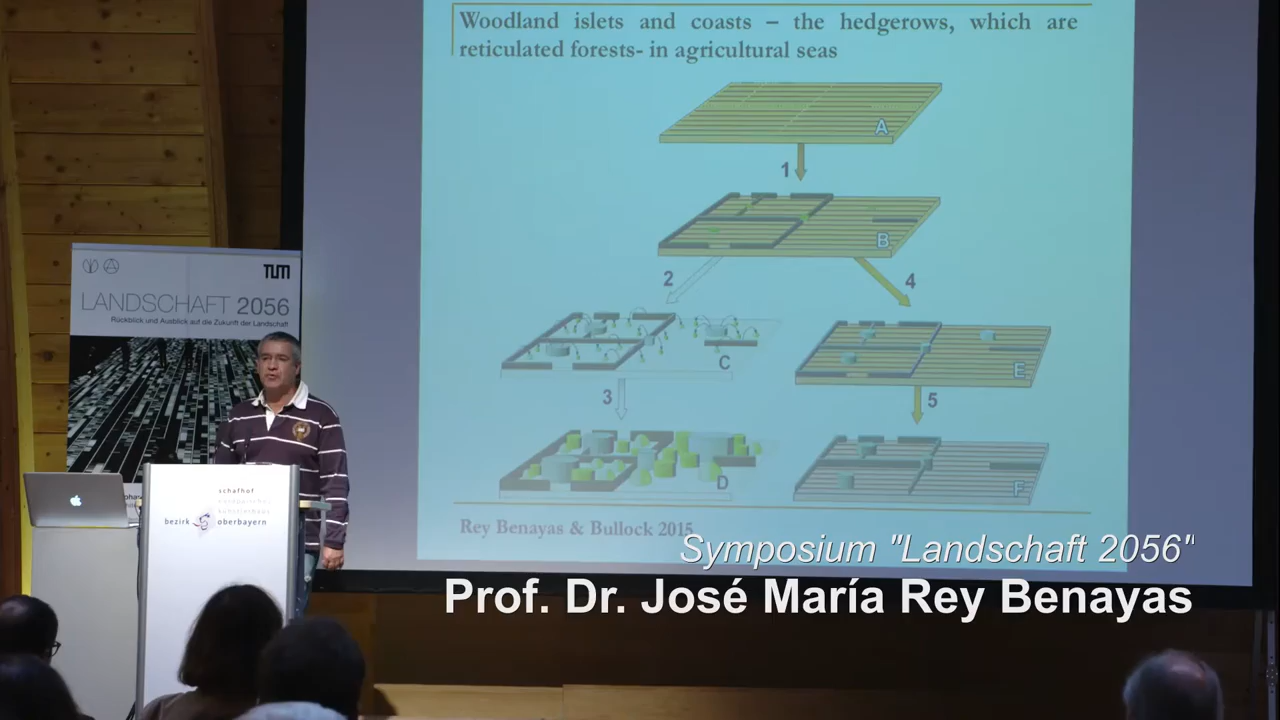 Woodland islets and coasts – the hedgerows, which are
reticulated forests- in agricultural seas
A
1
B
2
4
C
E
3
5
D
F
Rey Benayas & Bullock 2015
Symposium "Landschaft 2056"
Prof. Dr. José María Rey Benayas
TUM
LANDSCHAFT 2056
Rückblick und Ausblick auf die Zukunft der Landschaft
schafhof
europäisches
künstlerhaus
bezirk oberbayern